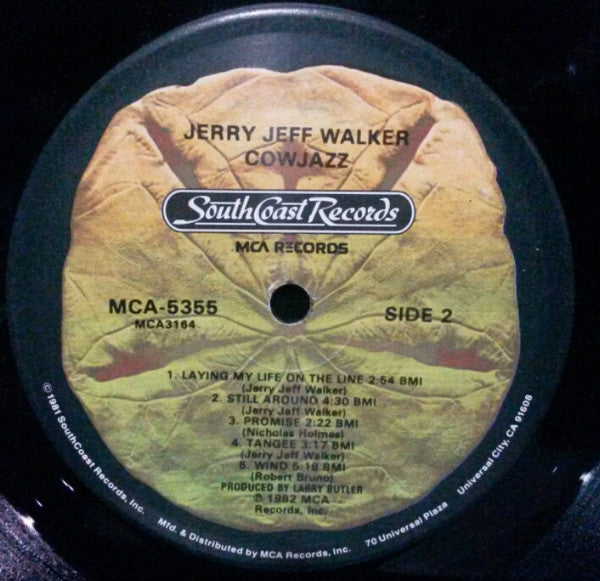 JERRY JEFF WALKER
COWJAZZ
SouthCoast Records
MCA RECORDS
MCA-5355
MCA3164
SIDE 2
1. LAYING MY LIFE ON THE LINE 2:54 BMI
(Jerry Jeff Walker)
2. STILL AROUND 4:30 BMI
(Jerry Jeff Walker)
3. PROMISE 2:22 BMI
(Nicholas Holmes)
4. TANGEE 3:17 BMI
(Jerry Jeff Walker)
5. WIND 5:18 BMI
(Robert Bruno)
PRODUCED BY LARRY BUTLER
℗ 1982 MCA
Records, Inc.
© 1981 SouthCoast Records, Inc. Mfd. & Distributed by MCA Records, Inc. 70 Universal Plaza Universal City, CA 91608